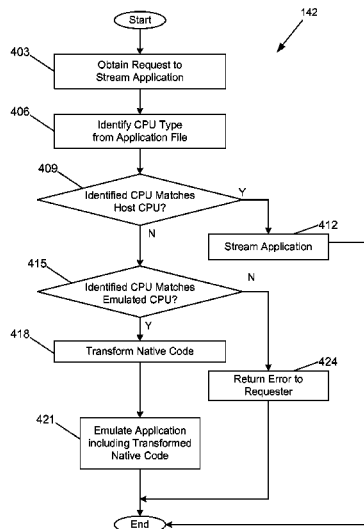 Start
142
403
Obtain Request to
Stream Application
406
Identify CPU Type
from Application File
409
Identified CPU Matches
Host CPU?
Y
N
412
Stream Application
415
Identified CPU Matches
Emulated CPU?
N
Y
418
Transform Native Code
424
Return Error to
Requester
421
Emulate Application
including Transformed
Native Code
End